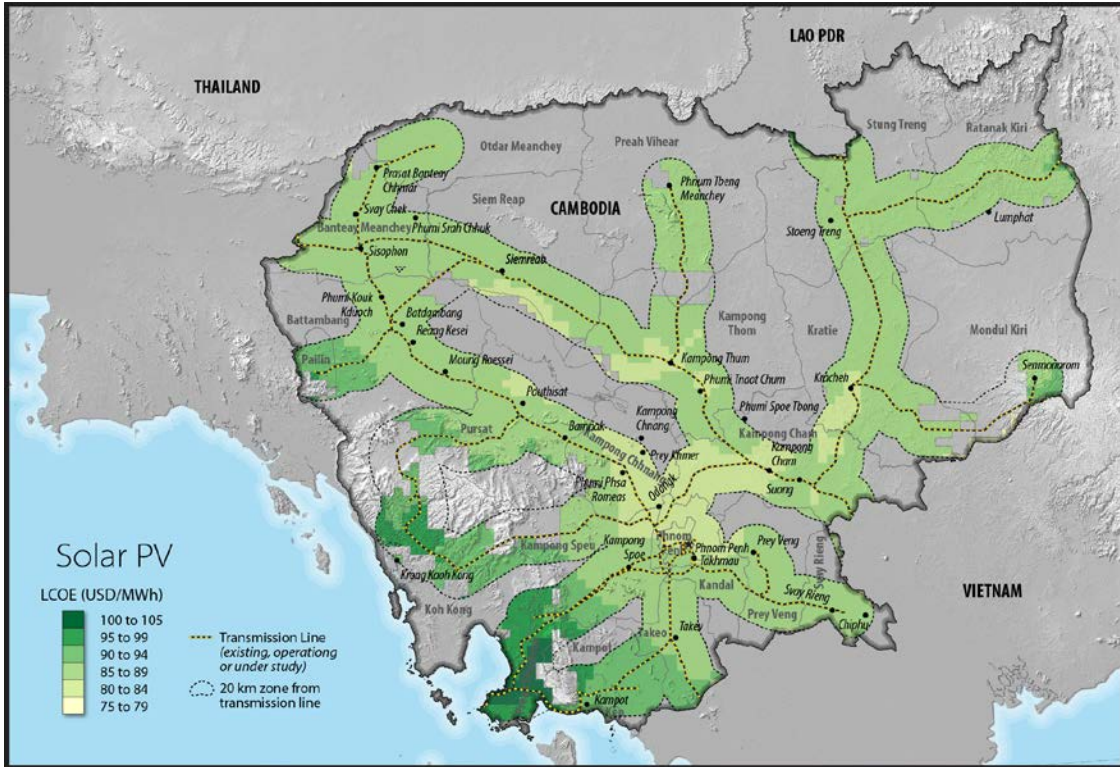 LAO PDR
THAILAND
Stung Treng
Ratanak Kiri
Otdar Meanchey
Preah Vihear
Prasat Banteay
Chhmar
Phnum Tbeng
Meanchey
Siem Reap
CAMBODIA
Svay Chek
Banteay Meanchey
Phumi Srah Chhuk
Stoeng Treng
Lumphat
Sisophon
Siemreab
Phumi Kouk
Kduoch
Battambang
Batdambang
Reang Kesei
Kampong
Thom
Kratie
Mondul Kiri
Pailin
Moung Roessei
Kampong Thum
Senmonorom
Phumi Tnaot Chum
Kracheh
Pouthisat
Kampong
Chnang
Phumi Spoe Tbong
Pursat
Bamnak
Kampong Cham
Prey Khmer
Kampong Chhnang
Kampong
Cham
Phumi Phsa
Romeas
Odongk
Suong
Kampong Speu
Kampong
Spoe
Phnom
Penh
Phnom Penh
Takhmau
Prey Veng
Svay Rieng
Krong Kaoh Kong
Koh Kong
Kandal
Prey Veng
Svay Rieng
Chiphu
VIETNAM
Takeo
Takev
Kampot
Kampot
Kep
Solar PV
LCOE (USD/MWh)
100 to 105
95 to 99
90 to 94
85 to 89
80 to 84
75 to 79
Transmission Line
(existing, operationg
or under study)
20 km zone from
transmission line